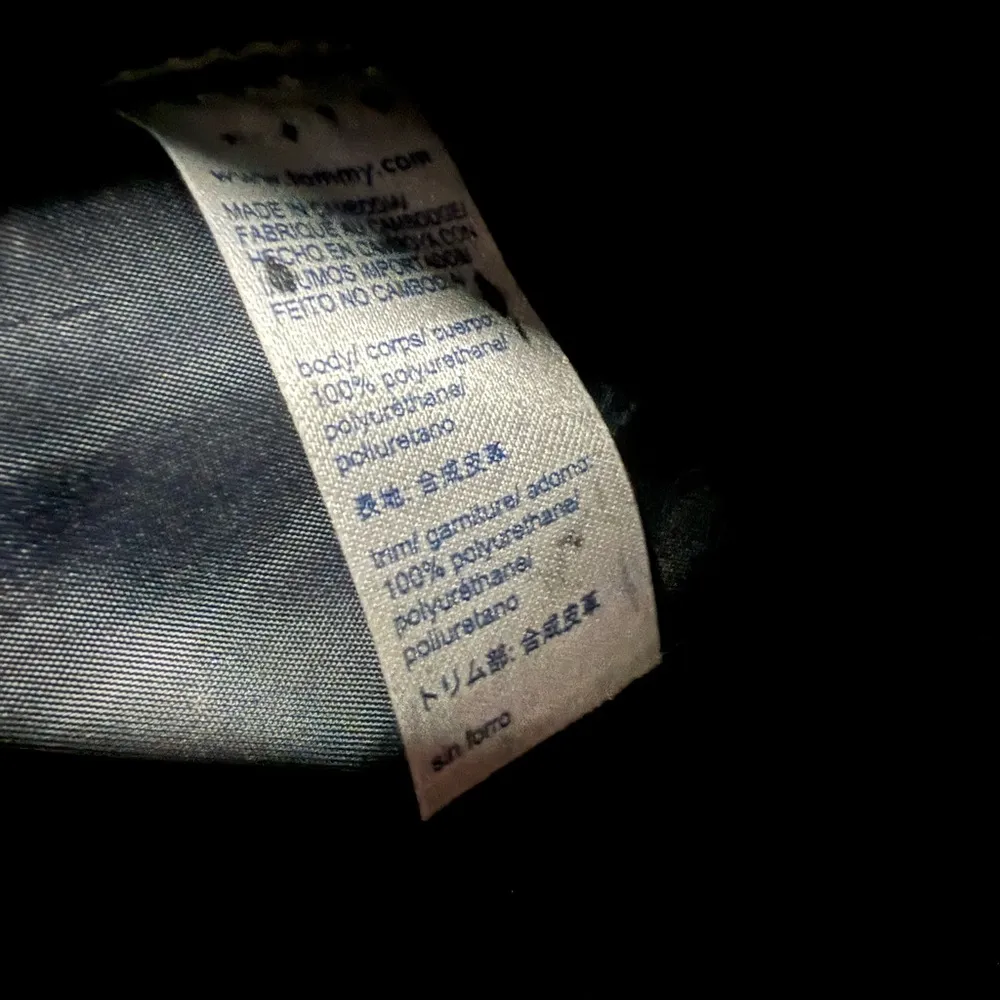 www.tommy.com
MADE IN CAMBODIA/
FABRIQUE AU CAMBODGE/
HECHO EN CAMBOYA CON
INSUMOS IMPORTADOS/
FEITO NO CAMBODIA
body/ corps/ cuerpo:
100% polyurethane/
polyuréthane/
poliuretano
表地: 合成皮革
trim/ garniture/ adorno:
100% polyurethane/
polyuréthane/
poliuretano
トリム部: 合成皮革
sin forro